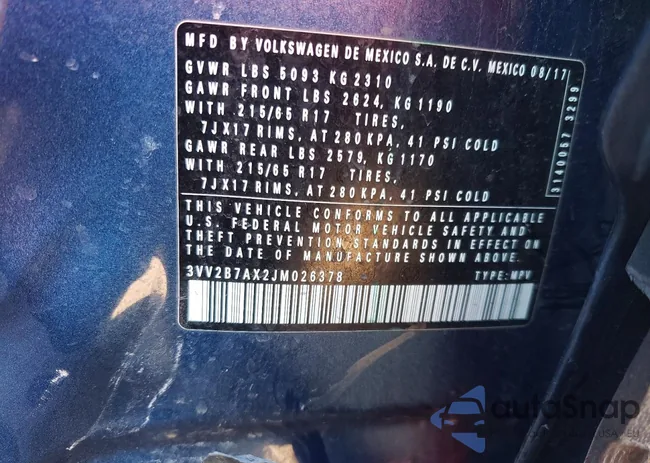 MFD BY VOLKSWAGEN DE MEXICO S.A. DE C.V. MEXICO 08/17
GVWR LBS 5093 KG 2310
GAWR FRONT LBS 2624, KG 1190
WITH 215/65 R17 TIRES,
7JX17 RIMS, AT 280 KPA, 41 PSI COLD
GAWR REAR LBS 2579, KG 1170
WITH 215/65 R17 TIRES,
7JX17 RIMS, AT 280 KPA, 41 PSI COLD
THIS VEHICLE CONFORMS TO ALL APPLICABLE
U.S. FEDERAL MOTOR VEHICLE SAFETY AND
THEFT PREVENTION STANDARDS IN EFFECT ON
THE DATE OF MANUFACTURE SHOWN ABOVE.
3VV2B7AX2JM026378 TYPE: MPV
3140057 3299
autoSnap